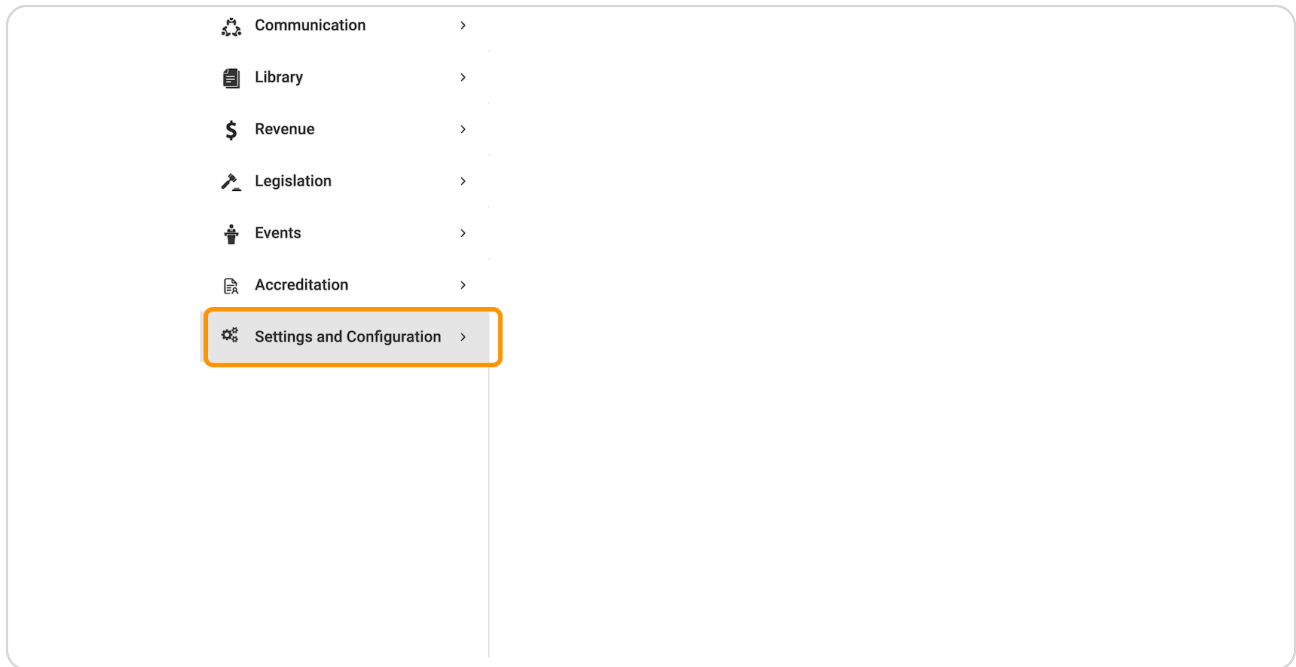 Communication
Library
Revenue
Legislation
Events
Accreditation
Settings and Configuration